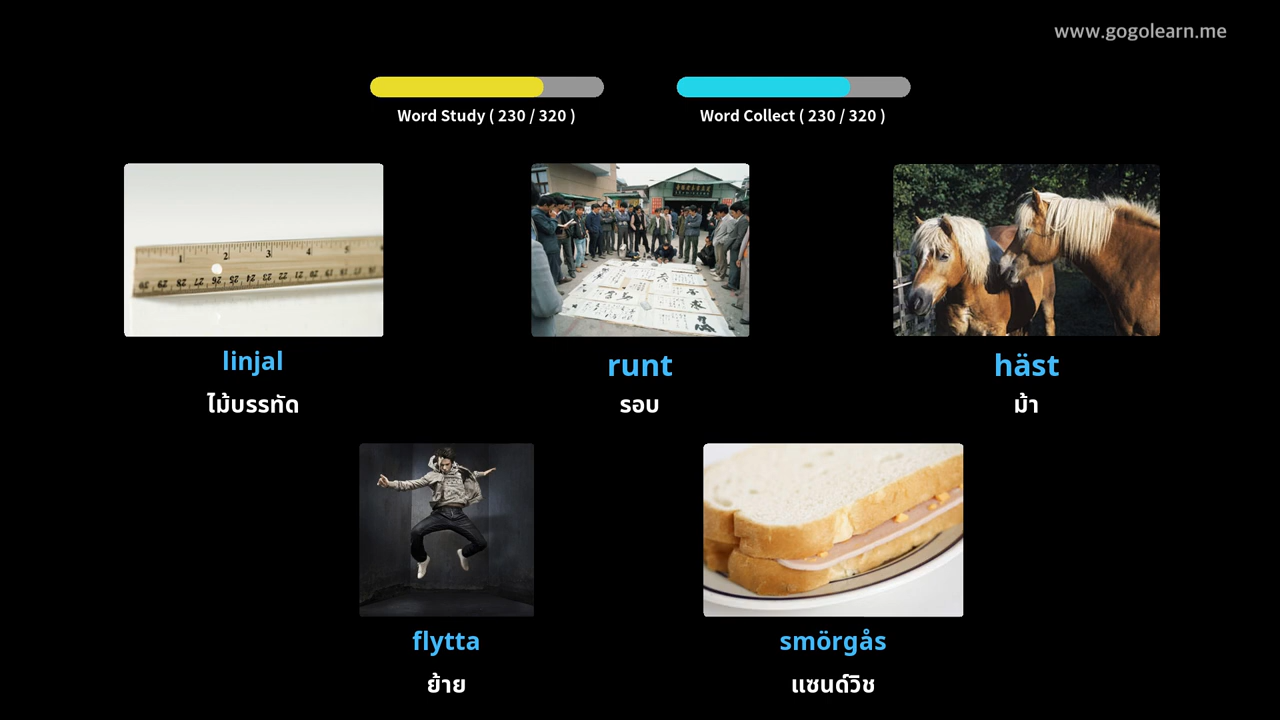 www.gogolearn.me
Word Study ( 230 / 320 )
Word Collect ( 230 / 320 )
linjal
runt
häst
ไม้บรรทัด
รอบ
ม้า
flytta
smörgås
ย้าย
แซนด์วิช